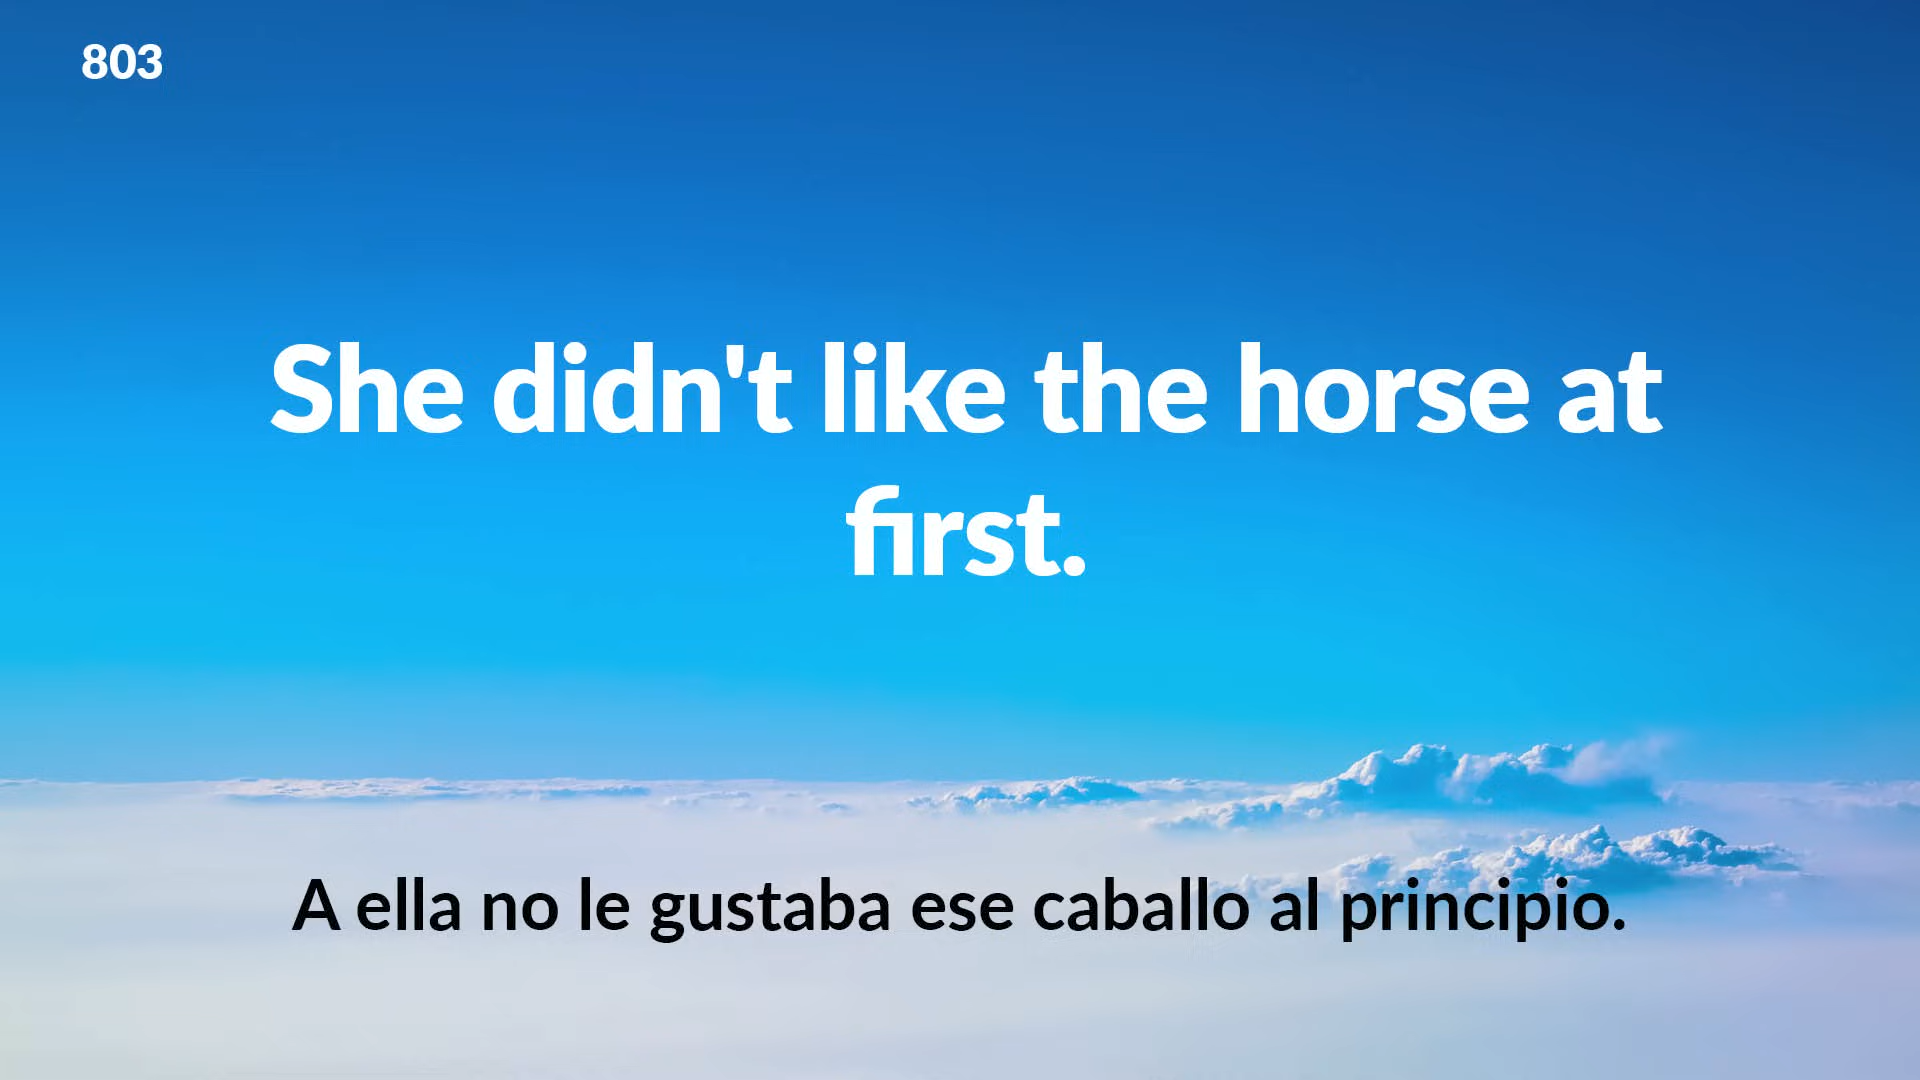 803
She didn't like the horse at
first.
A ella no le gustaba ese caballo al principio.